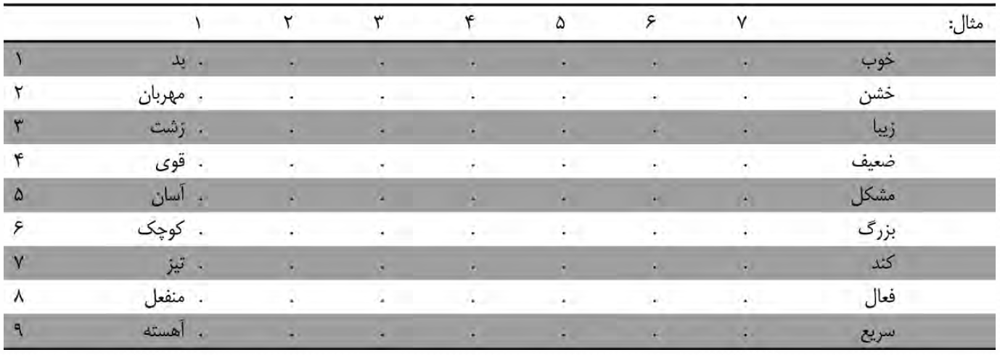 مثال: ۷ ۶ ۵ ۴ ۳ ۲ ۱
خوب . . . . . . . بد ۱
خشن . . . . . . . مهربان ۲
زیبا . . . . . . . زشت ۳
ضعیف . . . . . . . قوی ۴
مشکل . . . . . . . آسان ۵
بزرگ . . . . . . . کوچک ۶
کند . . . . . . . تیز ۷
فعال . . . . . . . منفعل ۸
سریع . . . . . . . آهسته ۹